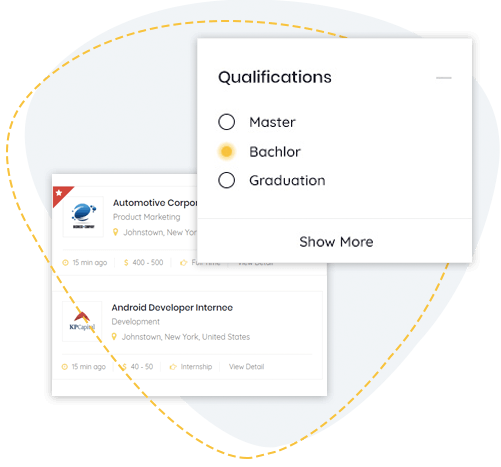 Qualifications
Master
Bachlor
Graduation
Show More
Automotive Corpor
Product Marketing
Johnstown, New York
15 min ago $ 400 - 500 Full Time View Detail
BUSINESS COMPANY
Android Developer Internee
Development
Johnstown, New York, United States
KPCapital
15 min ago $ 40 - 50 Internship View Detail